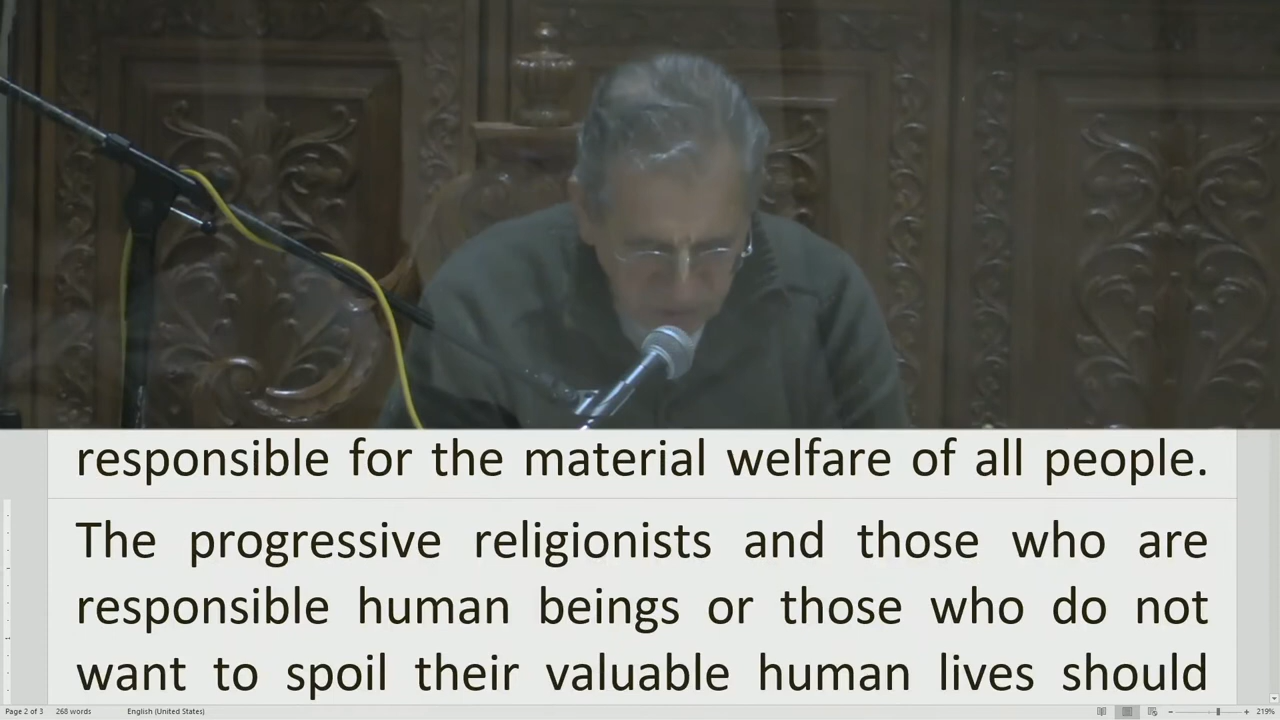 responsible for the material welfare of all people.
The progressive religionists and those who are
responsible human beings or those who do not
want to spoil their valuable human lives should
Page 2 of 3 268 words English (United States) 219%